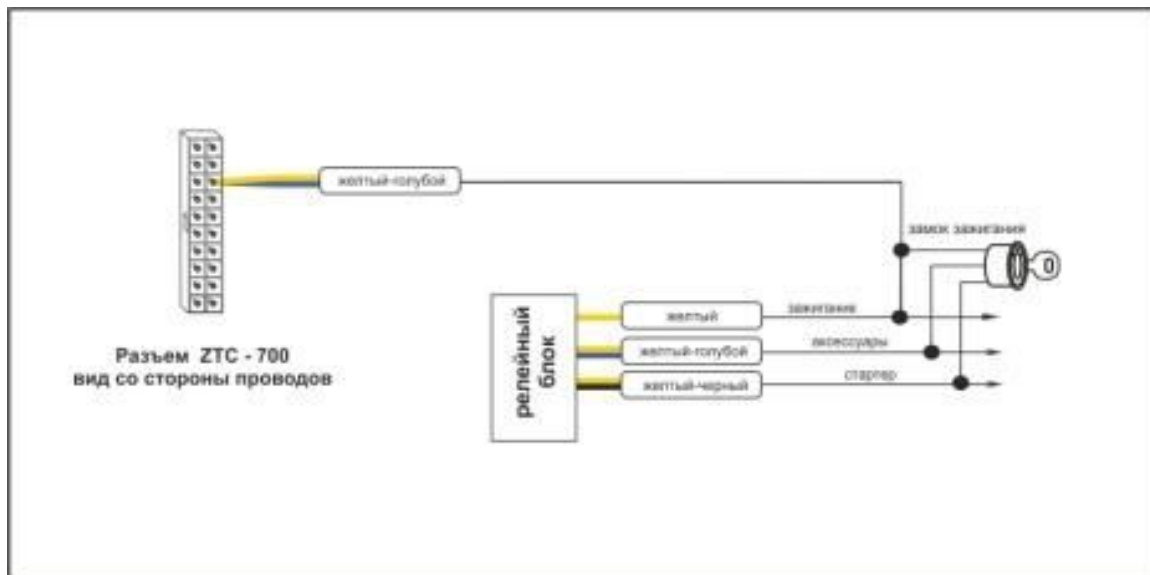 желтый-голубой
замок зажигания
желтый
зажигание
желтый-голубой
аксессуары
желтый-черный
стартер
релейный
блок
Разъем ZTC - 700
вид со стороны проводов